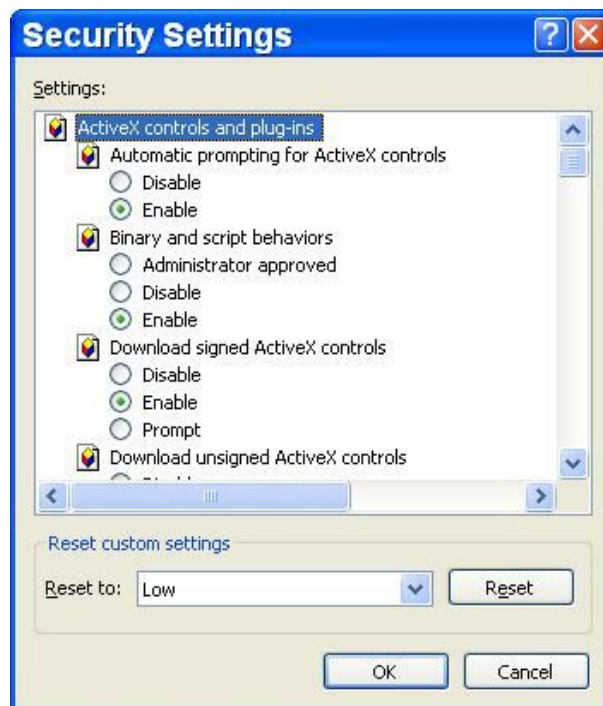 Security Settings
Settings:
ActiveX controls and plug-ins
Automatic prompting for ActiveX controls
Disable
Enable
Binary and script behaviors
Administrator approved
Disable
Enable
Download signed ActiveX controls
Disable
Enable
Prompt
Download unsigned ActiveX controls
Reset custom settings
Reset to: Low Reset
OK Cancel